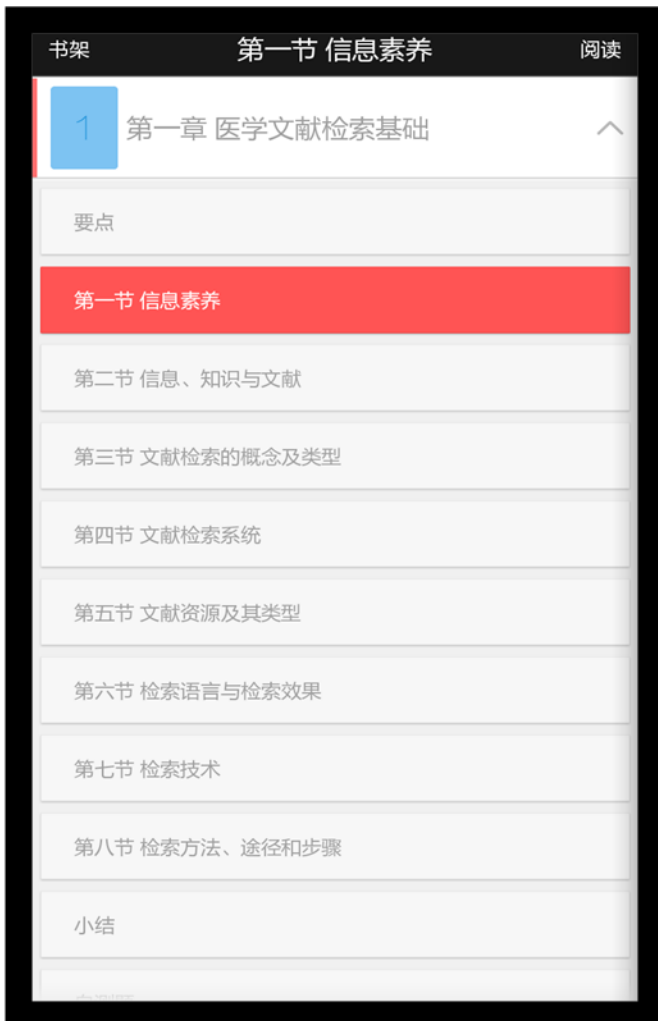 书架 第一节 信息素养 阅读
1 第一章 医学文献检索基础
要点
第一节 信息素养
第二节 信息、知识与文献
第三节 文献检索的概念及类型
第四节 文献检索系统
第五节 文献资源及其类型
第六节 检索语言与检索效果
第七节 检索技术
第八节 检索方法、途径和步骤
小结